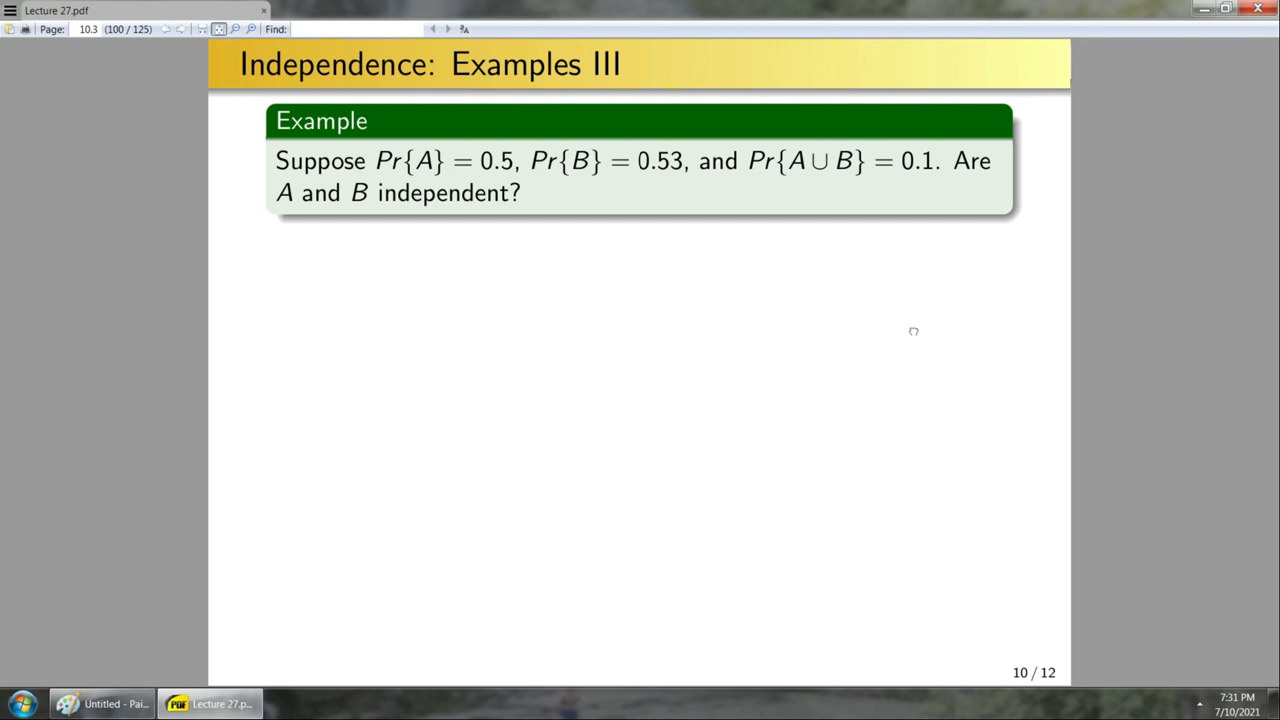 Lecture 27.pdf
Page: 10.3 (100 / 125) Find:
Independence: Examples III
Example
Suppose Pr{A} = 0.5, Pr{B} = 0.53, and Pr{A ∪ B} = 0.1. Are
A and B independent?
10 / 12
Untitled - Pai... PDF Lecture 27.p...
7:31 PM
7/10/2021